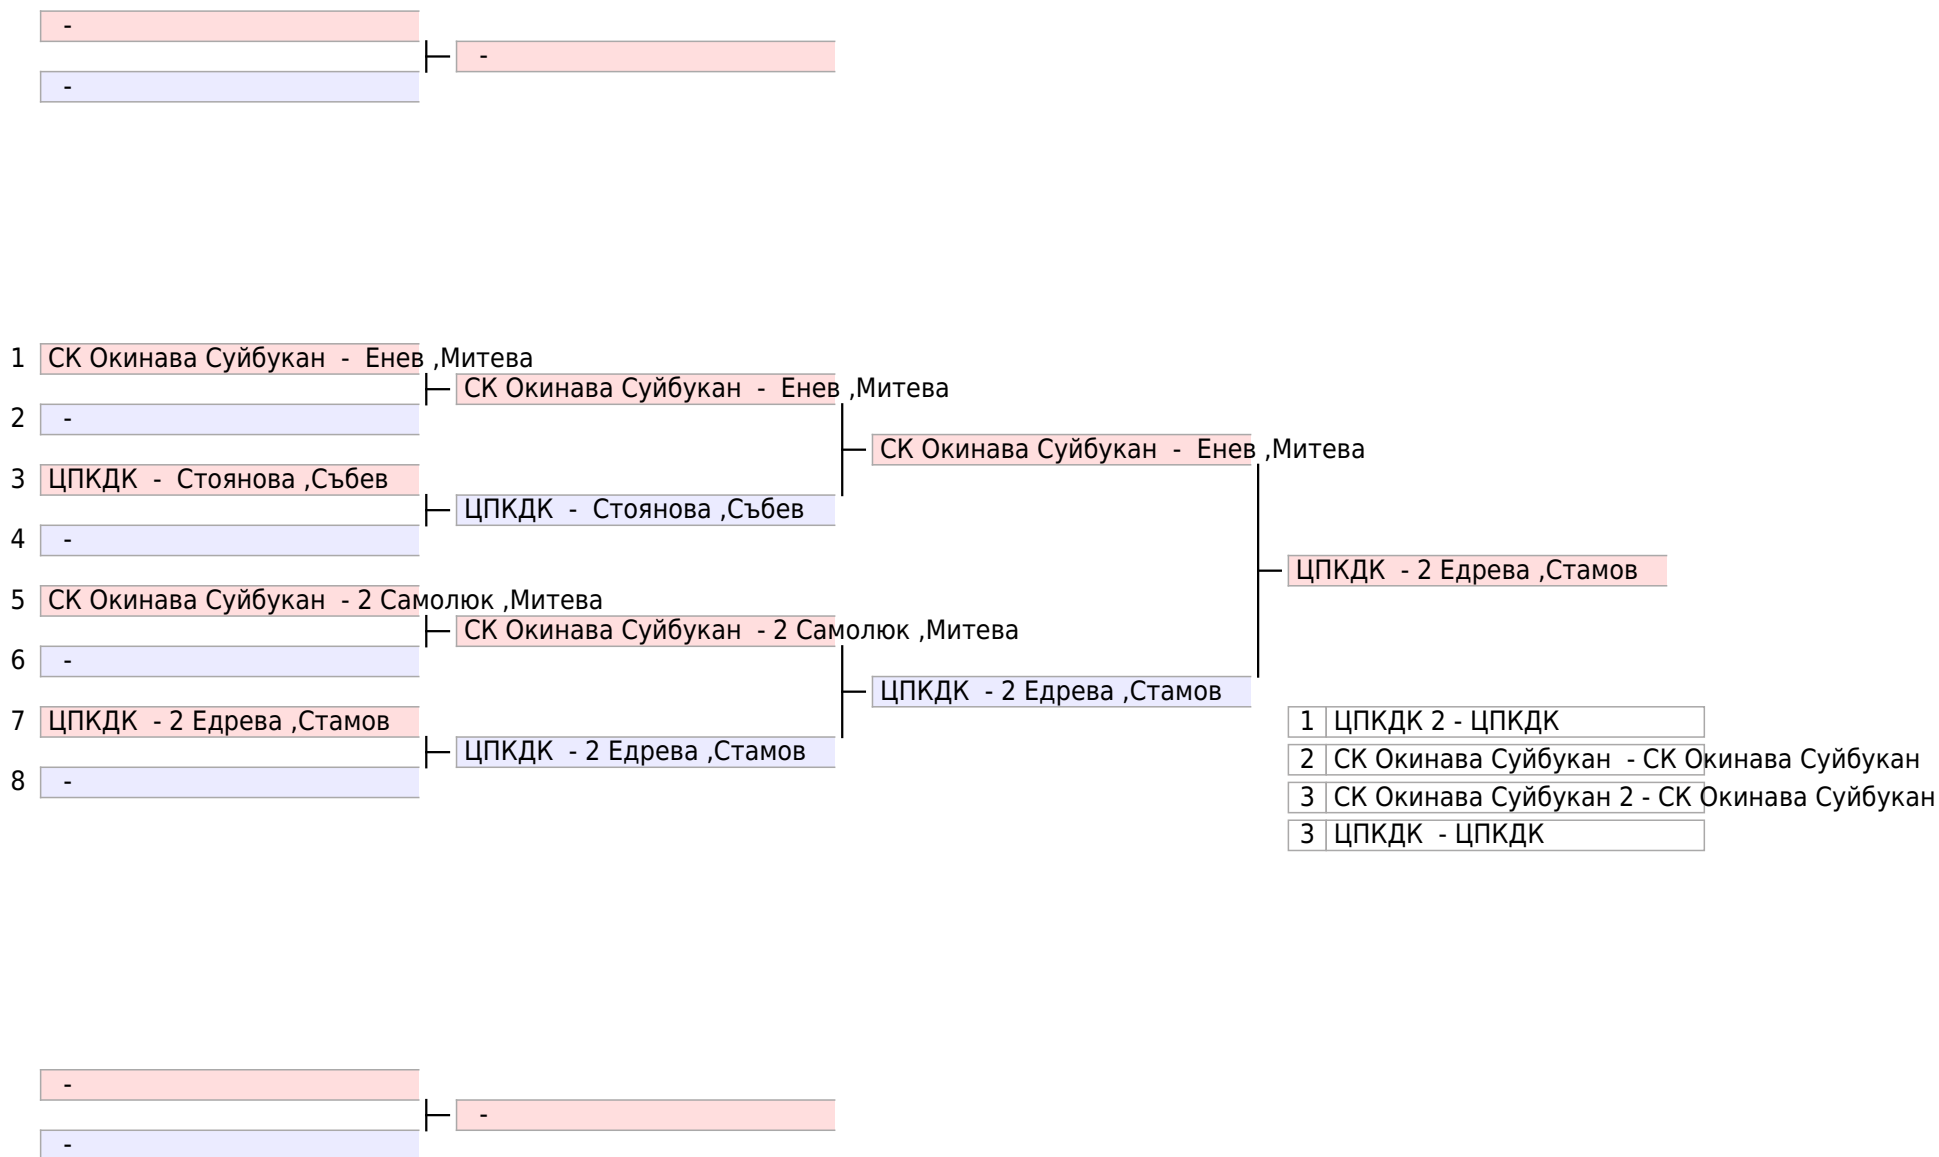 -
-
-
1 СК Окинава Суйбукан - Енев ,Митева
СК Окинава Суйбукан - Енев ,Митева
2 -
СК Окинава Суйбукан - Енев ,Митева
3 ЦПКДК - Стоянова ,Събев
ЦПКДК - Стоянова ,Събев
4 -
ЦПКДК - 2 Едрева ,Стамов
5 СК Окинава Суйбукан - 2 Самолюк ,Митева
СК Окинава Суйбукан - 2 Самолюк ,Митева
6 -
ЦПКДК - 2 Едрева ,Стамов
7 ЦПКДК - 2 Едрева ,Стамов
1 ЦПКДК 2 - ЦПКДК
ЦПКДК - 2 Едрева ,Стамов
2 СК Окинава Суйбукан - СК Окинава Суйбукан
8 -
3 СК Окинава Суйбукан 2 - СК Окинава Суйбукан
3 ЦПКДК - ЦПКДК
-
-
-